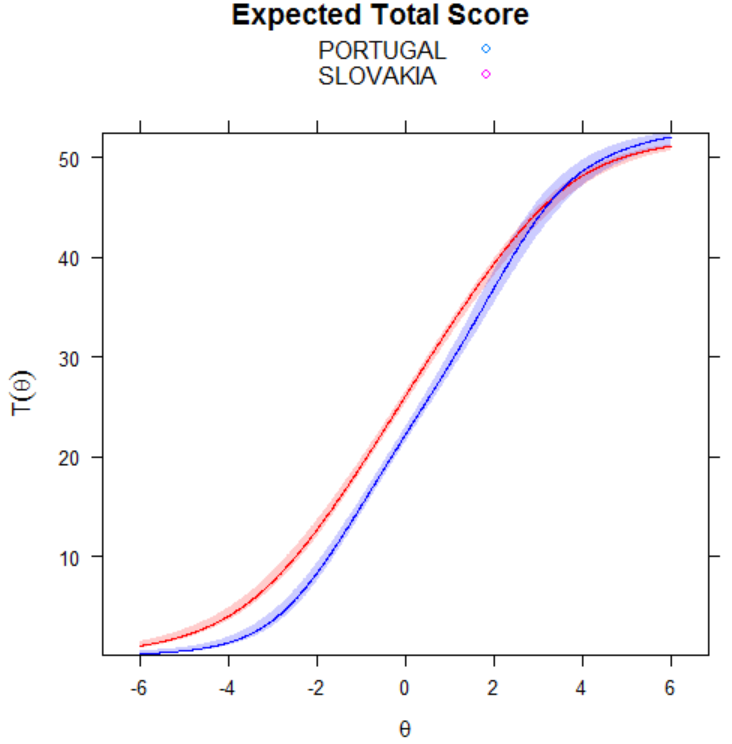 Expected Total Score
PORTUGAL
SLOVAKIA
50
40
30
20
10
T(θ)
-6 -4 -2 0 2 4 6
θ